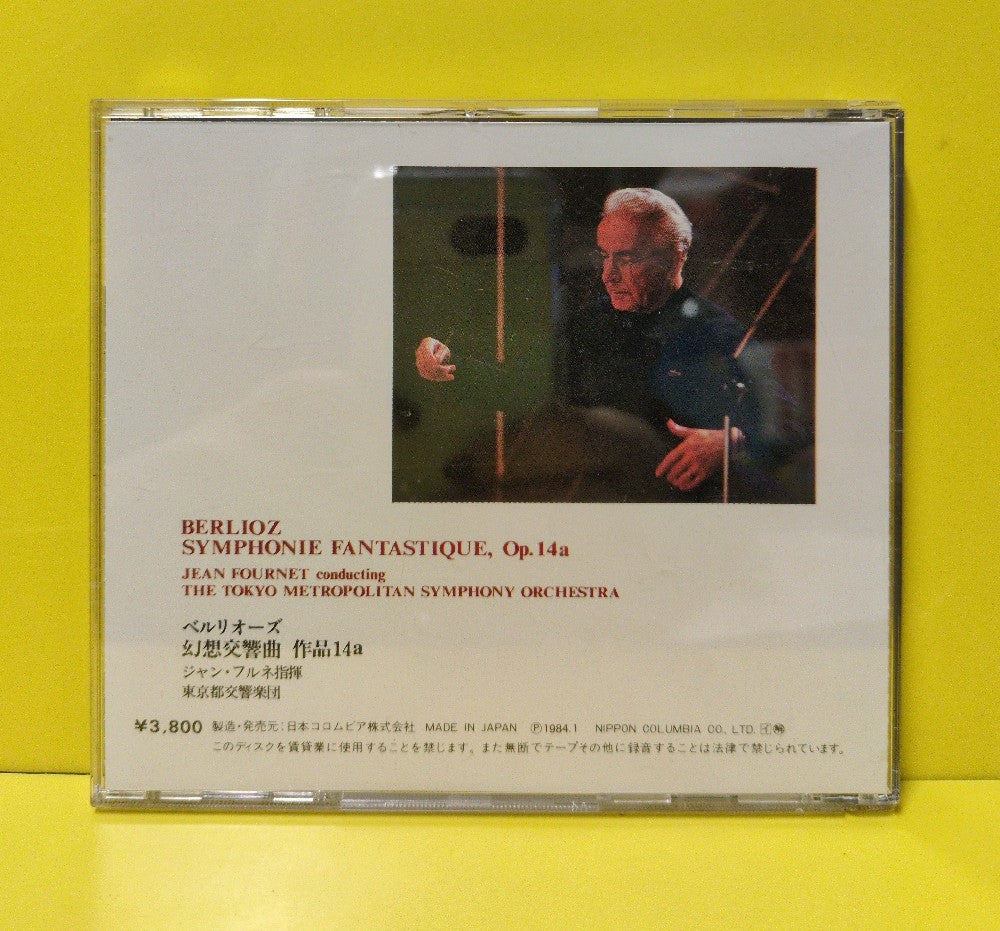 BERLIOZ
SYMPHONIE FANTASTIQUE, Op.14a
JEAN FOURNET conducting
THE TOKYO METROPOLITAN SYMPHONY ORCHESTRA
ベルリオーズ
幻想交響曲 作品14a
ジャン・フルネ指揮
東京都交響楽団
¥3,800 製造・発売元:日本コロムビア株式会社 MADE IN JAPAN Ⓟ1984.1 NIPPON COLUMBIA CO., LTD.
このディスクを賃貸業に使用することを禁じます。また無断でテープその他に録音することは法律で禁じられています。